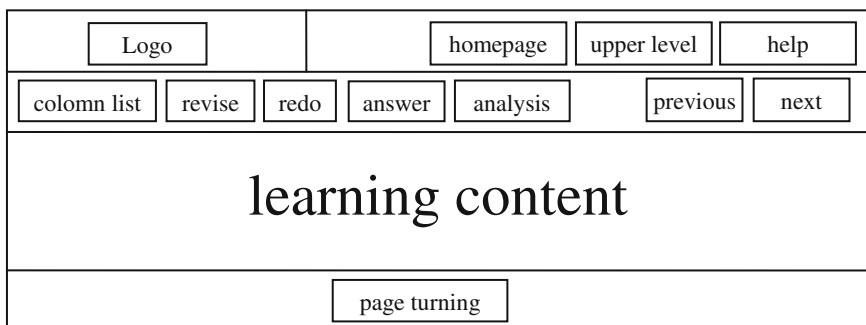 Logo homepage upper level help
colomn list revise redo answer analysis previous next
learning content
page turning